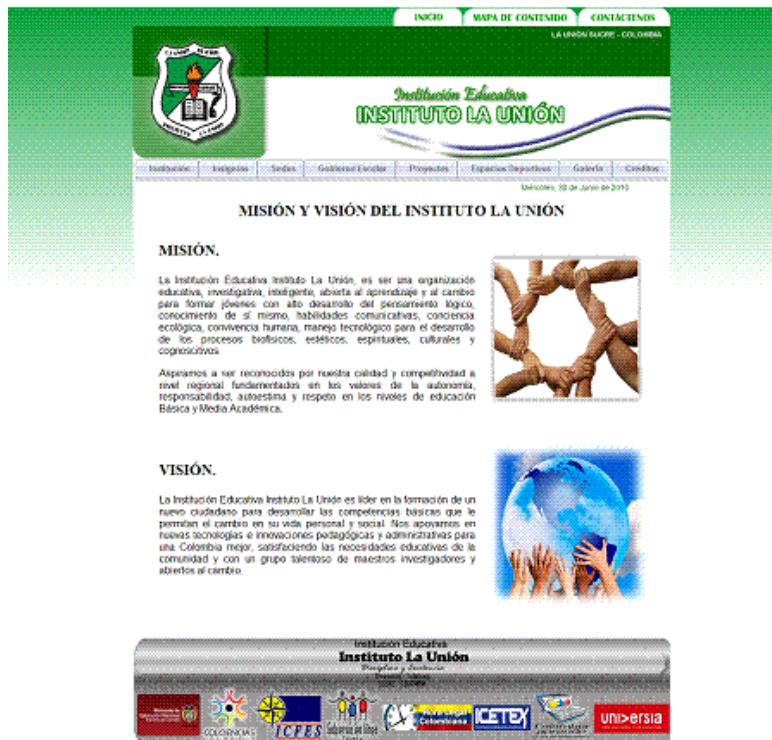 INICIO
MAPA DE CONTENIDO
CONTÁCTENOS
LA UNIÓN SUCRE - COLOMBIA
Institución Educativa
INSTITUTO LA UNIÓN
Institución
Insignias
Sedes
Gobierno Escolar
Proyectos
Espacios Deportivos
Galería
Créditos
Miércoles, 30 de Junio de 2010
MISIÓN Y VISIÓN DEL INSTITUTO LA UNIÓN
MISIÓN.
La Institución Educativa Instituto La Unión, es ser una organización
educativa, investigativa, inteligente, abierta al aprendizaje y al cambio
para formar jóvenes con alto desarrollo del pensamiento lógico,
conocimiento de sí mismo, habilidades comunicativas, conciencia
ecológica, convivencia humana, manejo tecnológico para el desarrollo
de los procesos biofísicos, estéticos, espirituales, culturales y
cognoscitivos.
Aspiramos a ser reconocidos por nuestra calidad y competitividad a
nivel regional fundamentados en los valores de la autonomía,
responsabilidad, autoestima y respeto en los niveles de educación
Básica y Media Académica.
VISIÓN.
La Institución Educativa Instituto La Unión es líder en la formación de un
nuevo ciudadano para desarrollar las competencias básicas que le
permitan el cambio en su vida personal y social. Nos apoyamos en
nuevas tecnologías e innovaciones pedagógicas y administrativas para
una Colombia mejor, satisfaciendo las necesidades educativas de la
comunidad y con un grupo talentoso de maestros investigadores y
abiertos al cambio.
Institución Educativa
Instituto La Unión
COLCIENCIAS
ICFES
ICETEX
uni>ersia